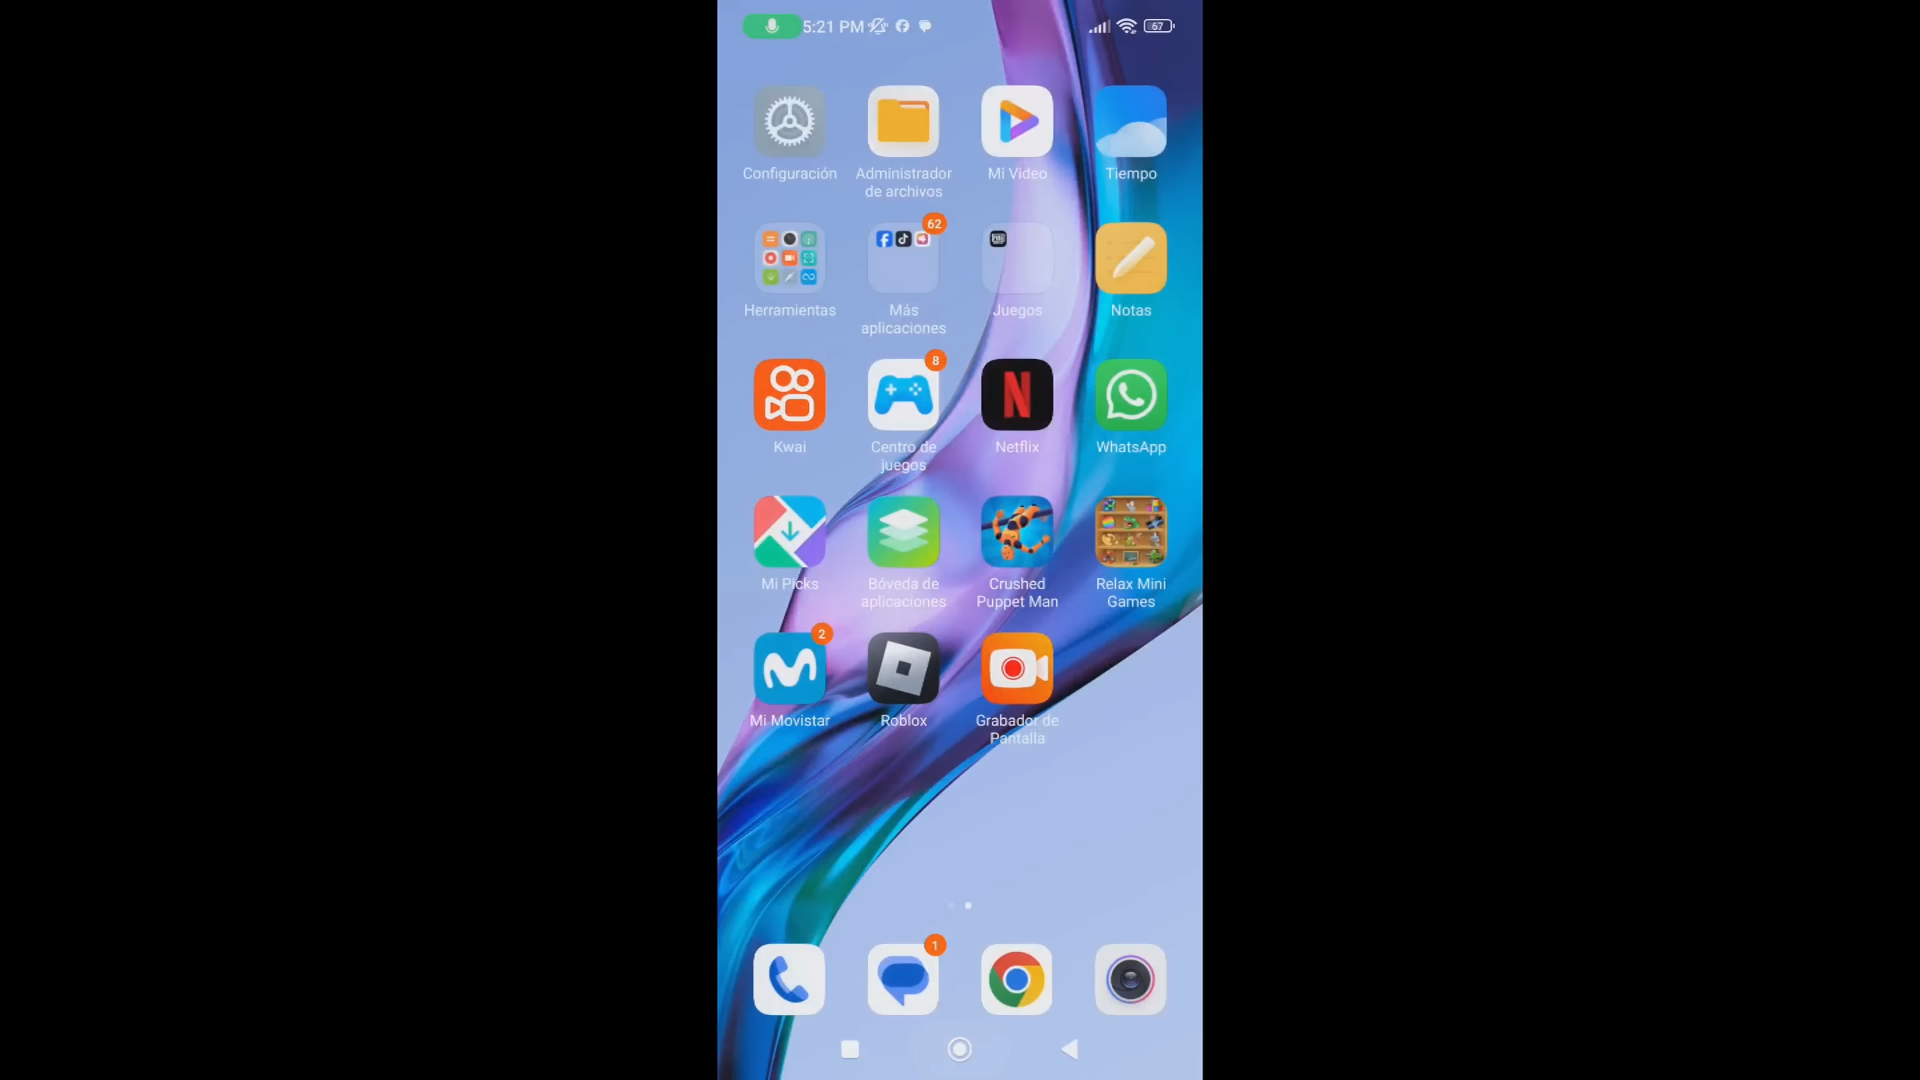 5:21 PM
67
Configuración
Administrador
de archivos
Mi Video
Tiempo
62
Herramientas
Más
aplicaciones
Juegos
Notas
8
N
Kwai
Centro de
juegos
Netflix
WhatsApp
Mi Picks
Bóveda de
aplicaciones
Crushed
Puppet Man
Relax Mini
Games
2
Mi Movistar
Roblox
Grabador de
Pantalla
1